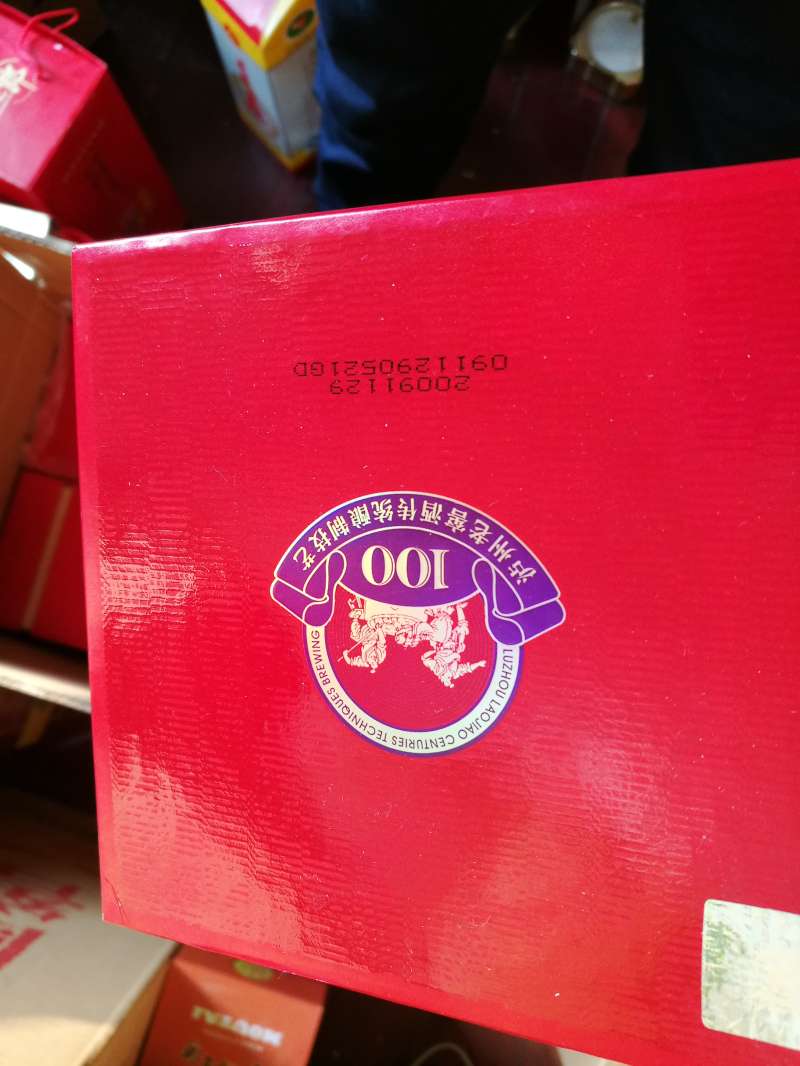 MOUTAI
LUZHOU LAOJIAO CENTURIES TECHNIQUES BREWING
100
泸州老窖酒传统酿制技艺
20091129
0911290521GD